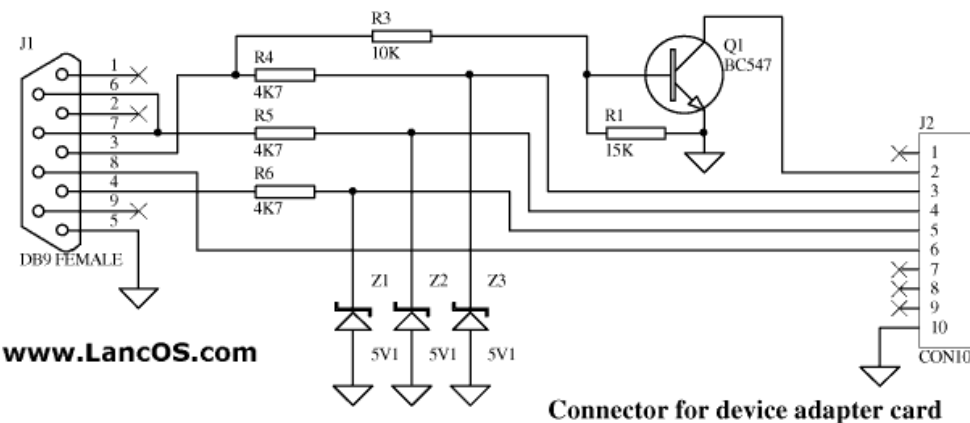 J1
1
6
2
7
3
8
4
9
5
DB9 FEMALE
R3
10K
R4
4K7
R5
4K7
R6
4K7
Q1
BC547
R1
15K
Z1
5V1
Z2
5V1
Z3
5V1
J2
1
2
3
4
5
6
7
8
9
10
CON10
www.LancOS.com
Connector for device adapter card